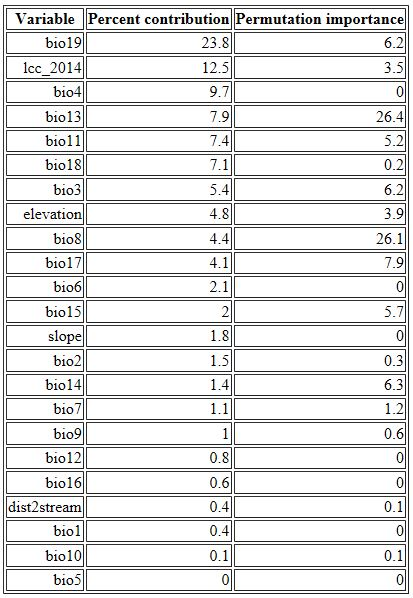 Variable Percent contribution Permutation importance
bio19 23.8 6.2
lcc_2014 12.5 3.5
bio4 9.7 0
bio13 7.9 26.4
bio11 7.4 5.2
bio18 7.1 0.2
bio3 5.4 6.2
elevation 4.8 3.9
bio8 4.4 26.1
bio17 4.1 7.9
bio6 2.1 0
bio15 2 5.7
slope 1.8 0
bio2 1.5 0.3
bio14 1.4 6.3
bio7 1.1 1.2
bio9 1 0.6
bio12 0.8 0
bio16 0.6 0
dist2stream 0.4 0.1
bio1 0.4 0
bio10 0.1 0.1
bio5 0 0